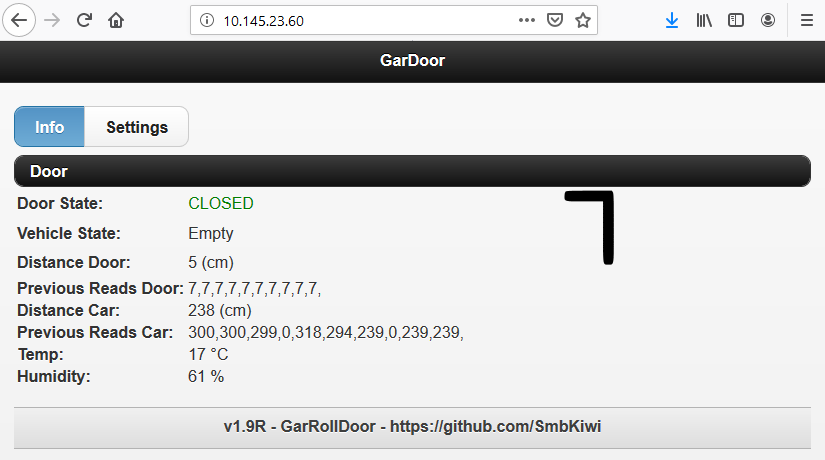 10.145.23.60
GarDoor
Info Settings
Door
Door State: CLOSED
Vehicle State: Empty
Distance Door: 5 (cm)
Previous Reads Door: 7,7,7,7,7,7,7,7,7,7,
Distance Car: 238 (cm)
Previous Reads Car: 300,300,299,0,318,294,239,0,239,239,
Temp: 17 °C
Humidity: 61 %
v1.9R - GarRollDoor - https://github.com/SmbKiwi